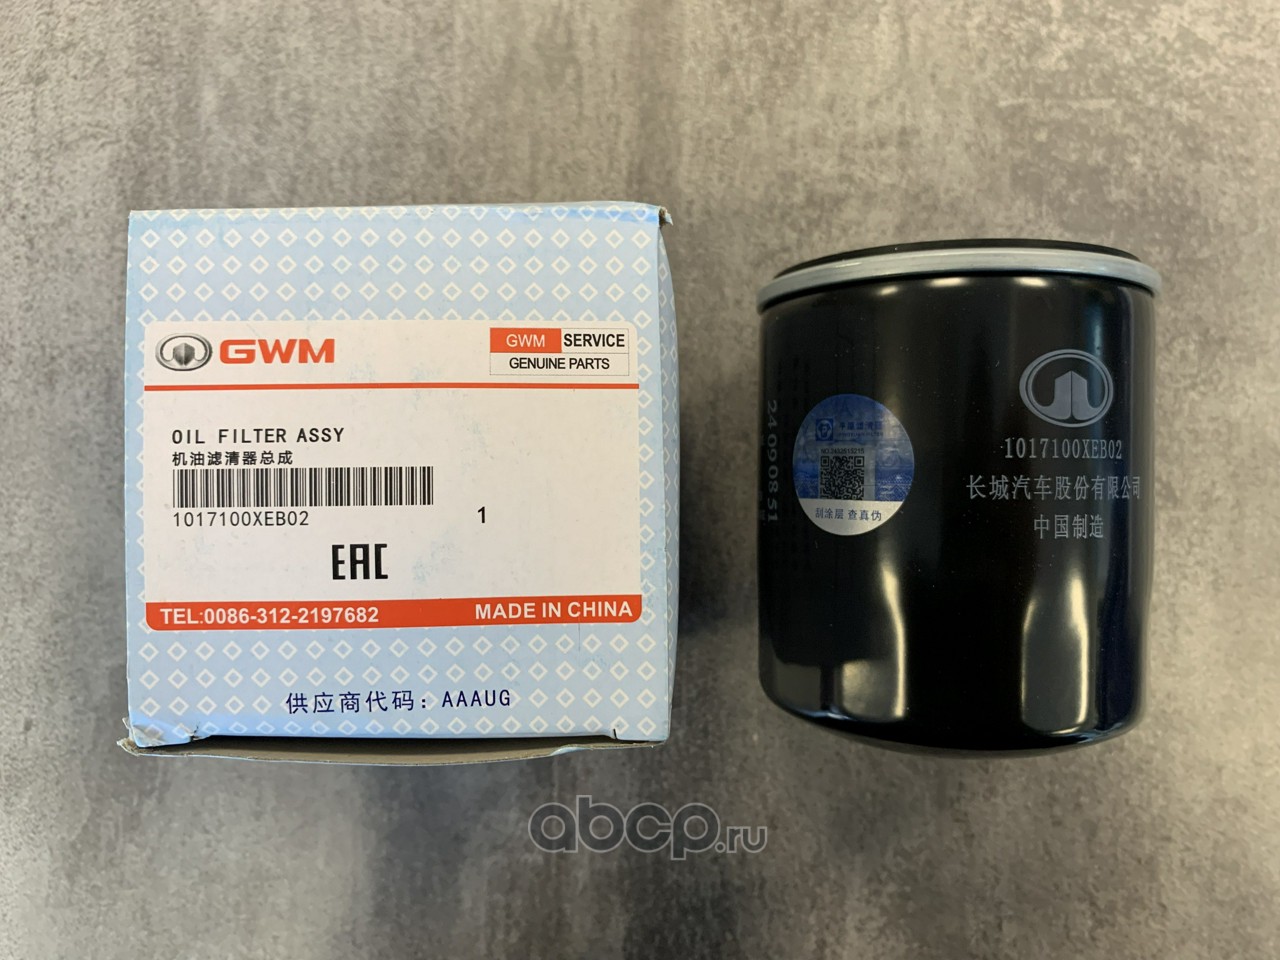 GWM
GWM SERVICE
GENUINE PARTS
OIL FILTER ASSY
机油滤清器总成
1017100XEB02
1
EAC
TEL:0086-312-2197682
MADE IN CHINA
供应商代码：AAAUG
24090851
刮涂层 查真伪
1017100XEB02
长城汽车股份有限公司
中国制造
abcp.ru